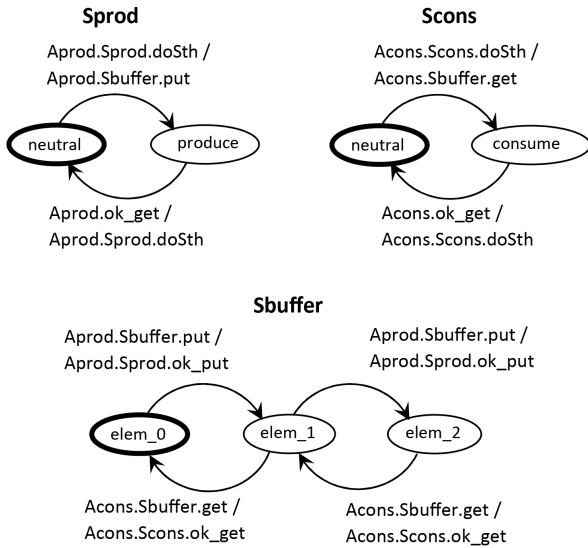 Sprod
Aprod.Sprod.doSth /
Aprod.Sbuffer.put
neutral
produce
Aprod.ok_get /
Aprod.Sprod.doSth
Scons
Acons.Scons.doSth /
Acons.Sbuffer.get
neutral
consume
Acons.ok_get /
Acons.Scons.doSth
Sbuffer
Aprod.Sbuffer.put /
Aprod.Sprod.ok_put
Aprod.Sbuffer.put /
Aprod.Sprod.ok_put
elem_0
elem_1
elem_2
Acons.Sbuffer.get /
Acons.Scons.ok_get
Acons.Sbuffer.get /
Acons.Scons.ok_get